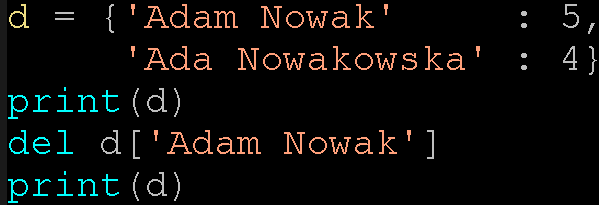 d = {'Adam Nowak'     : 5,
     'Ada Nowakowska' : 4}
print(d)
del d['Adam Nowak']
print(d)